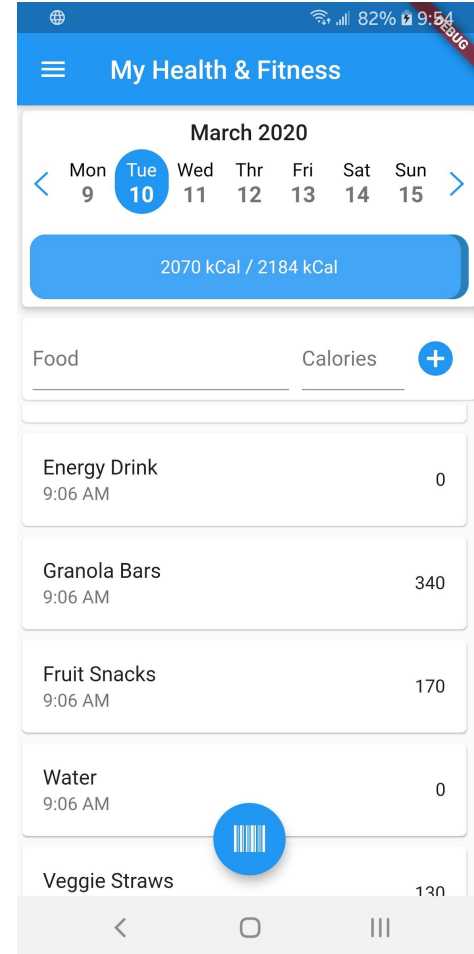 82% 9:54
DEBUG
My Health & Fitness
March 2020
Mon Tue Wed Thr Fri Sat Sun
9 10 11 12 13 14 15
2070 kCal / 2184 kCal
Food Calories
Energy Drink
9:06 AM
0
Granola Bars
9:06 AM
340
Fruit Snacks
9:06 AM
170
Water
9:06 AM
0
Veggie Straws
130